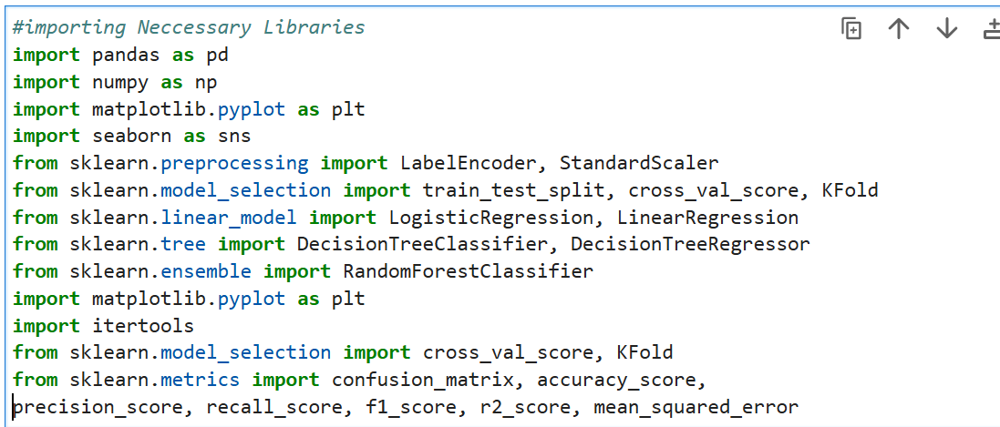 #importing Neccessary Libraries
import pandas as pd
import numpy as np
import matplotlib.pyplot as plt
import seaborn as sns
from sklearn.preprocessing import LabelEncoder, StandardScaler
from sklearn.model_selection import train_test_split, cross_val_score, KFold
from sklearn.linear_model import LogisticRegression, LinearRegression
from sklearn.tree import DecisionTreeClassifier, DecisionTreeRegressor
from sklearn.ensemble import RandomForestClassifier
import matplotlib.pyplot as plt
import itertools
from sklearn.model_selection import cross_val_score, KFold
from sklearn.metrics import confusion_matrix, accuracy_score,
precision_score, recall_score, f1_score, r2_score, mean_squared_error